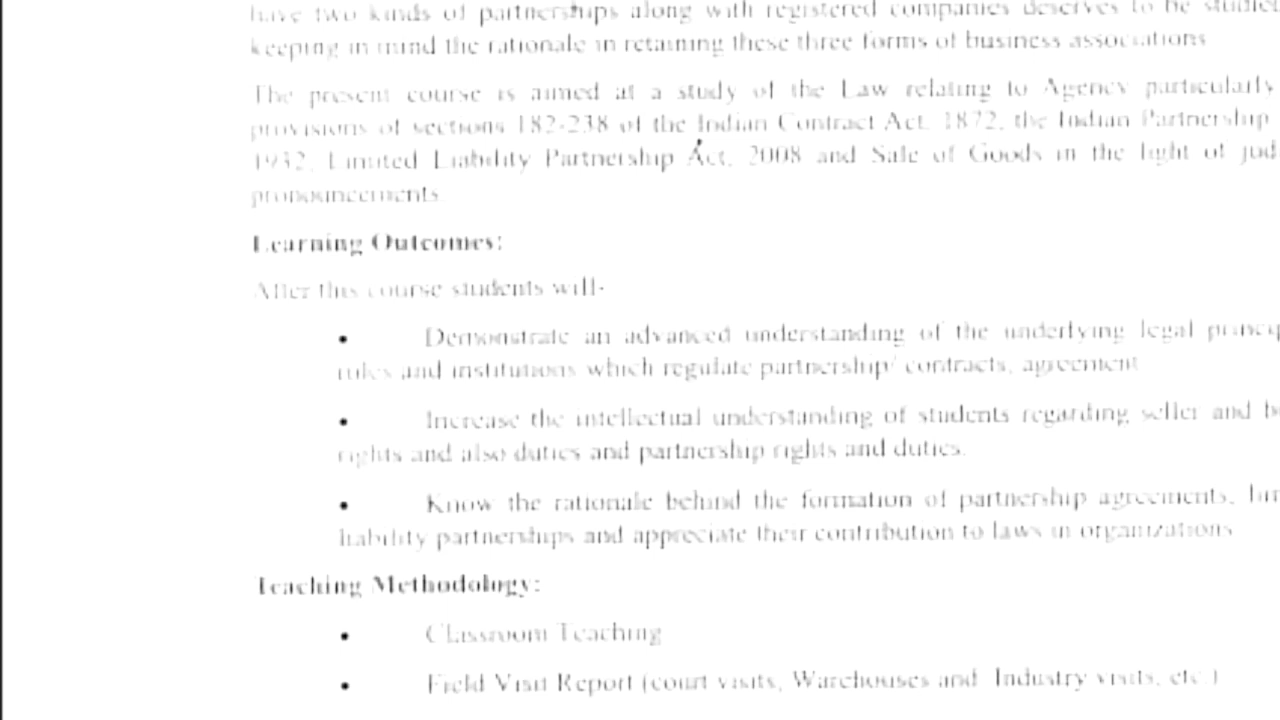 have two kinds of partnerships along with registered companies deserves to be
keeping in mind the rationale in retaining these three forms of business associations
The present course is aimed at a study of the Law relating to Agency particularly
provisions of sections 182-238 of the Indian Contract Act, 1872, the Indian Partnership
1932, Limited Liability Partnership Act, 2008 and Sale of Goods in the light of
pronouncements.
Learning Outcomes:
After this course students will-
• Demonstrate an advanced understanding of the underlying legal
rules and institutions which regulate partnership/ contracts, agreement
• Increase the intellectual understanding of students regarding seller and
rights and also duties and partnership rights and duties.
• Know the rationale behind the formation of partnership agreements,
liability partnerships and appreciate their contribution to laws in organizations
Teaching Methodology:
• Classroom Teaching
• Field Visit Report (court visits, Warehouses and Industry visits, etc.)